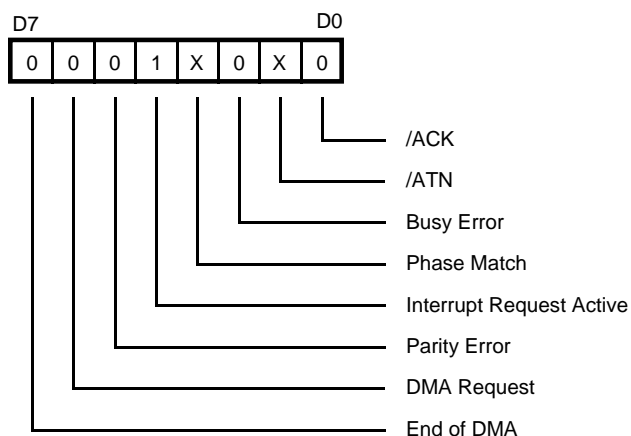 D7 D0
0 0 0 1 X 0 X 0
/ACK
/ATN
Busy Error
Phase Match
Interrupt Request Active
Parity Error
DMA Request
End of DMA